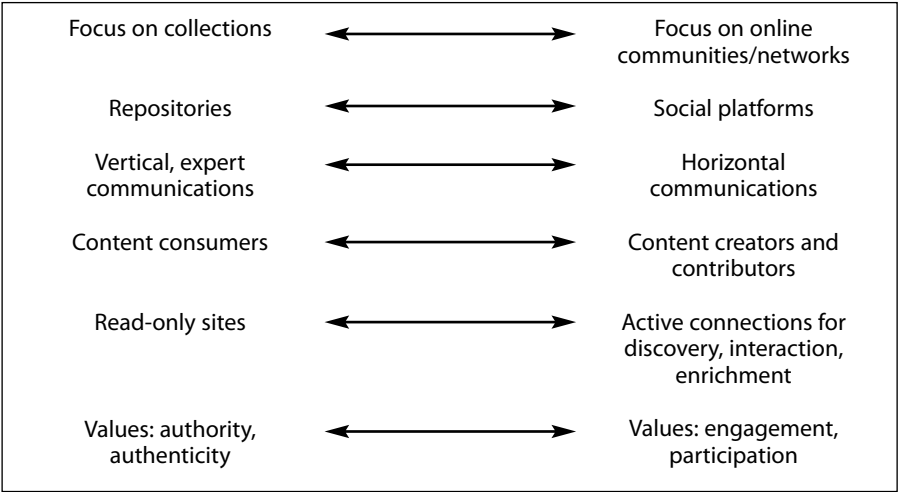 Focus on collections
Focus on online
communities/networks
Repositories
Social platforms
Vertical, expert
communications
Horizontal
communications
Content consumers
Content creators and
contributors
Read-only sites
Active connections for
discovery, interaction,
enrichment
Values: authority,
authenticity
Values: engagement,
participation